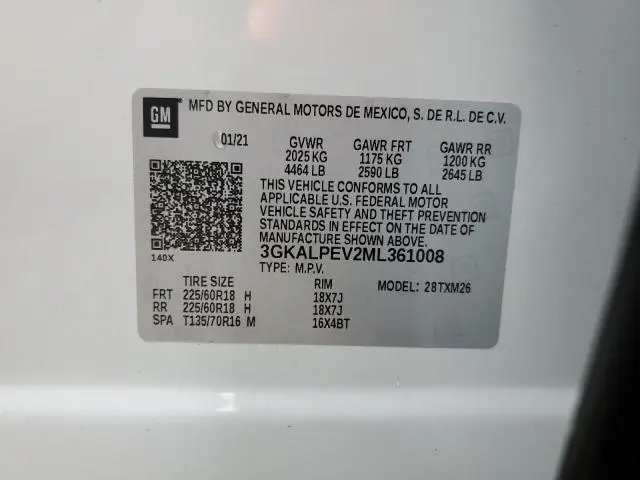 GM MFD BY GENERAL MOTORS DE MEXICO, S. DE R.L. DE C.V.
01/21 GVWR GAWR FRT GAWR RR
2025 KG 1175 KG 1200 KG
4464 LB 2590 LB 2645 LB
THIS VEHICLE CONFORMS TO ALL
APPLICABLE U.S. FEDERAL MOTOR
VEHICLE SAFETY AND THEFT PREVENTION
STANDARDS IN EFFECT ON THE DATE OF
MANUFACTURE SHOWN ABOVE.
140X 3GKALPEV2ML361008
TYPE: M.P.V. MODEL: 28TXM26
TIRE SIZE RIM
FRT 225/60R18 H 18X7J
RR 225/60R18 H 18X7J
SPA T135/70R16 M 16X4BT